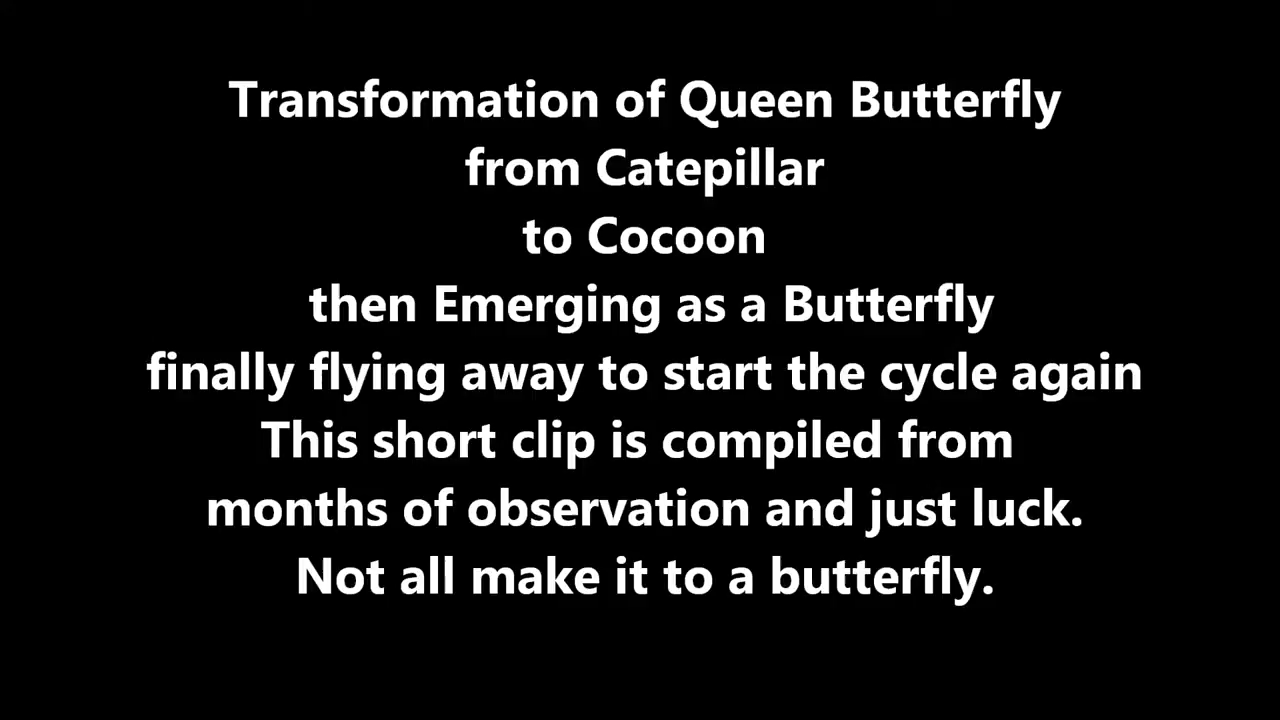 Transformation of Queen Butterfly
from Catepillar
to Cocoon
then Emerging as a Butterfly
finally flying away to start the cycle again
This short clip is compiled from
months of observation and just luck.
Not all make it to a butterfly.